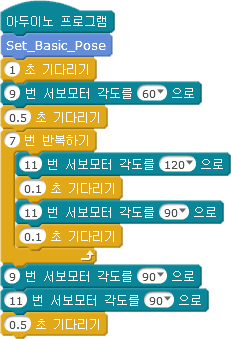 아두이노 프로그램
Set_Basic_Pose
1 초 기다리기
9 번 서보모터 각도를 60 으로
0.5 초 기다리기
7 번 반복하기
11 번 서보모터 각도를 120 으로
0.1 초 기다리기
11 번 서보모터 각도를 90 으로
0.1 초 기다리기
9 번 서보모터 각도를 90 으로
11 번 서보모터 각도를 90 으로
0.5 초 기다리기